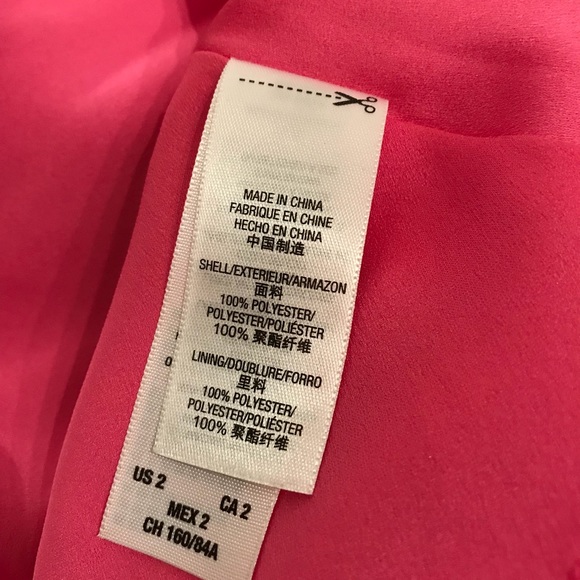 MADE IN CHINA
FABRIQUE EN CHINE
HECHO EN CHINA
中国制造
SHELL/EXTERIEUR/ARMAZON
面料
100% POLYESTER/
POLYESTER/POLIÉSTER
100% 聚酯纤维
LINING/DOUBLURE/FORRO
里料
100% POLYESTER/
POLYESTER/POLIÉSTER
100% 聚酯纤维
US 2 CA 2
MEX 2
CH 160/84A